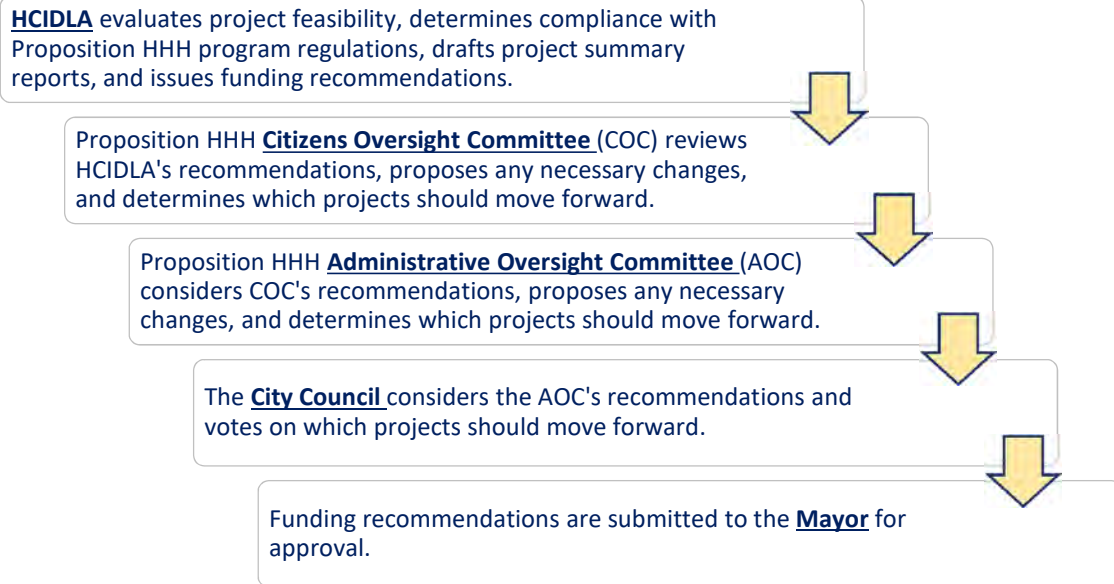 HCIDLA evaluates project feasibility, determines compliance with
Proposition HHH program regulations, drafts project summary
reports, and issues funding recommendations.
Proposition HHH Citizens Oversight Committee (COC) reviews
HCIDLA's recommendations, proposes any necessary changes,
and determines which projects should move forward.
Proposition HHH Administrative Oversight Committee (AOC)
considers COC's recommendations, proposes any necessary
changes, and determines which projects should move forward.
The City Council considers the AOC's recommendations and
votes on which projects should move forward.
Funding recommendations are submitted to the Mayor for
approval.